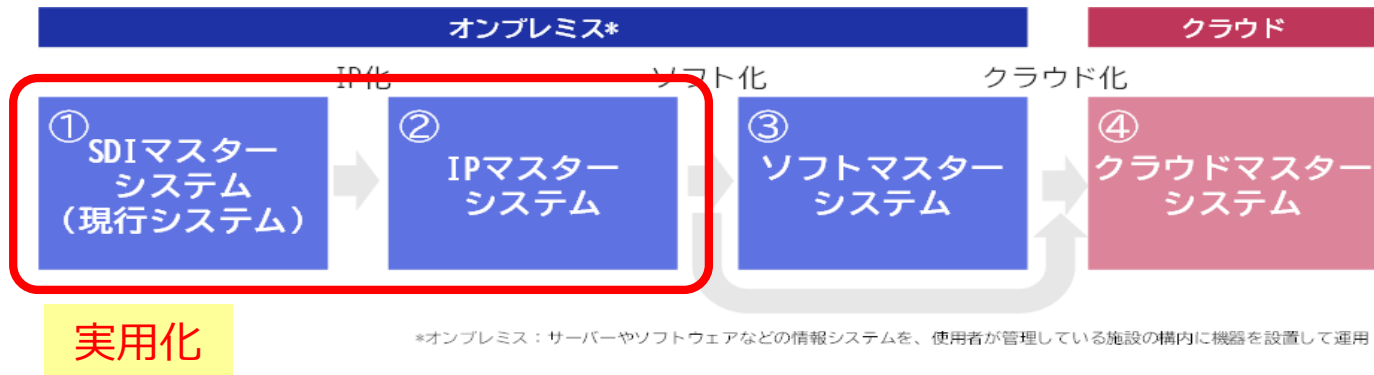 オンプレミス*
クラウド
IP化
ソフト化
クラウド化
①
SDIマスター
システム
(現行システム)
②
IPマスター
システム
③
ソフトマスター
システム
④
クラウドマスター
システム
実用化
*オンプレミス：サーバーやソフトウェアなどの情報システムを、使用者が管理している施設の構内に機器を設置して運用